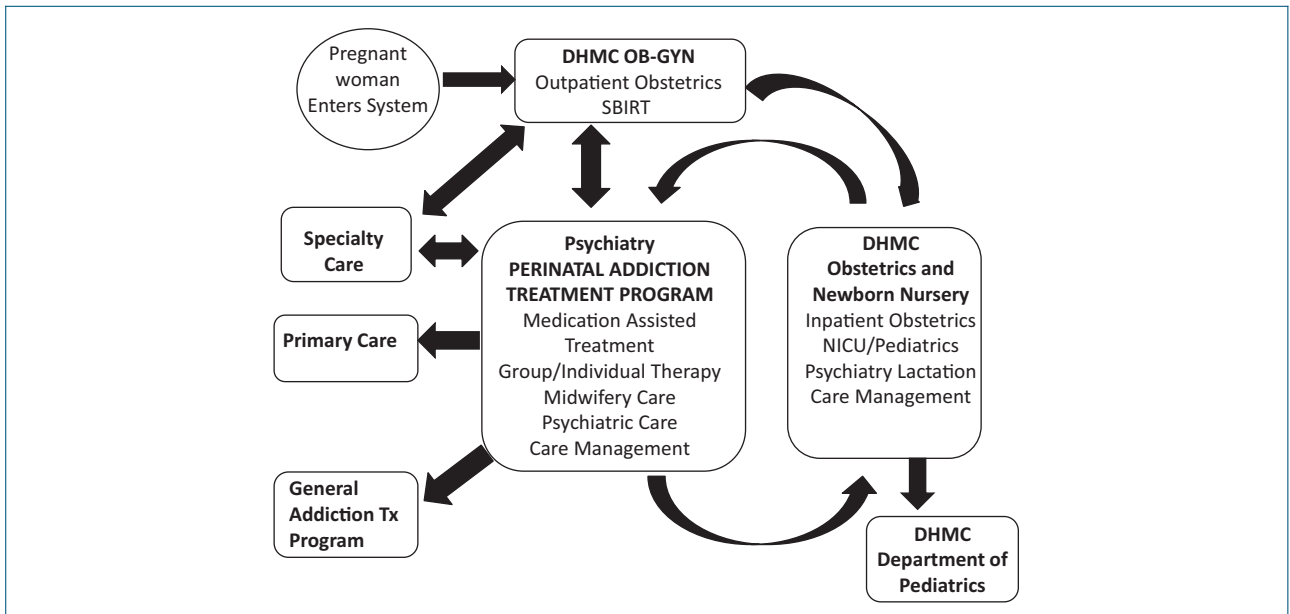 Pregnant
woman
Enters System
DHMC OB-GYN
Outpatient Obstetrics
SBIRT
Specialty
Care
Primary Care
General
Addiction Tx
Program
Psychiatry
PERINATAL ADDICTION
TREATMENT PROGRAM
Medication Assisted
Treatment
Group/Individual Therapy
Midwifery Care
Psychiatric Care
Care Management
DHMC
Obstetrics and
Newborn Nursery
Inpatient Obstetrics
NICU/Pediatrics
Psychiatry Lactation
Care Management
DHMC
Department of
Pediatrics